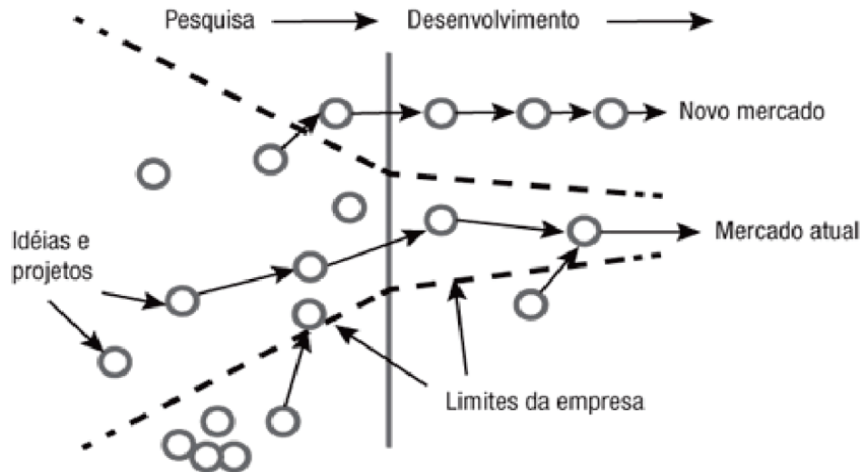 Pesquisa
Desenvolvimento
Novo mercado
Idéias e
projetos
Mercado atual
Limites da empresa